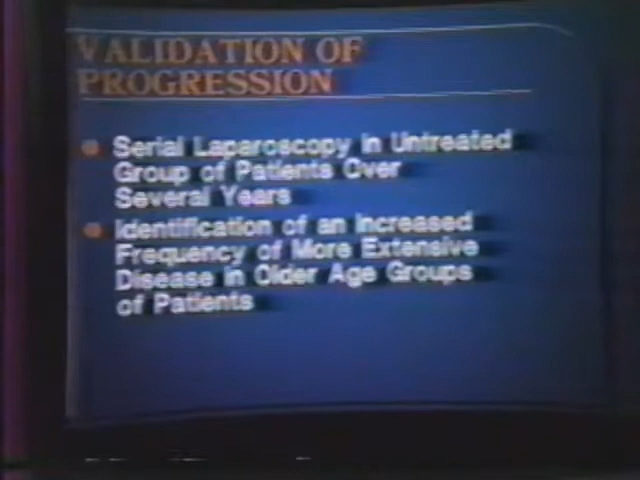 VALIDATION OF
PROGRESSION
Serial Laparoscopy in Untreated
Group of Patients Over
Several Years
Identification of an Increased
Frequency of More Extensive
Disease in Older Age Groups
of Patients